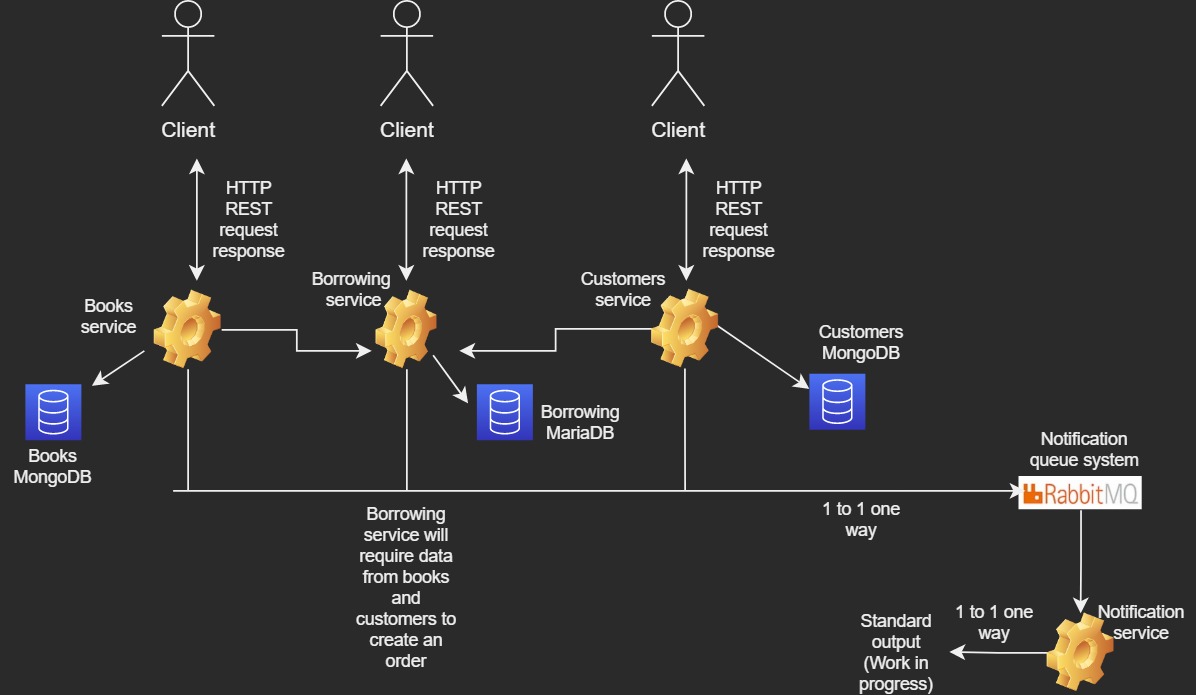 Client
Client
Client
HTTP
REST
request
response
HTTP
REST
request
response
HTTP
REST
request
response
Books
service
Borrowing
service
Customers
service
Customers
MongoDB
Books
MongoDB
Borrowing
MariaDB
Notification
queue system
RabbitMQ
1 to 1 one
way
Borrowing
service will
require data
from books
and
customers to
create an
order
Notification
service
1 to 1 one
way
Standard
output
(Work in
progress)